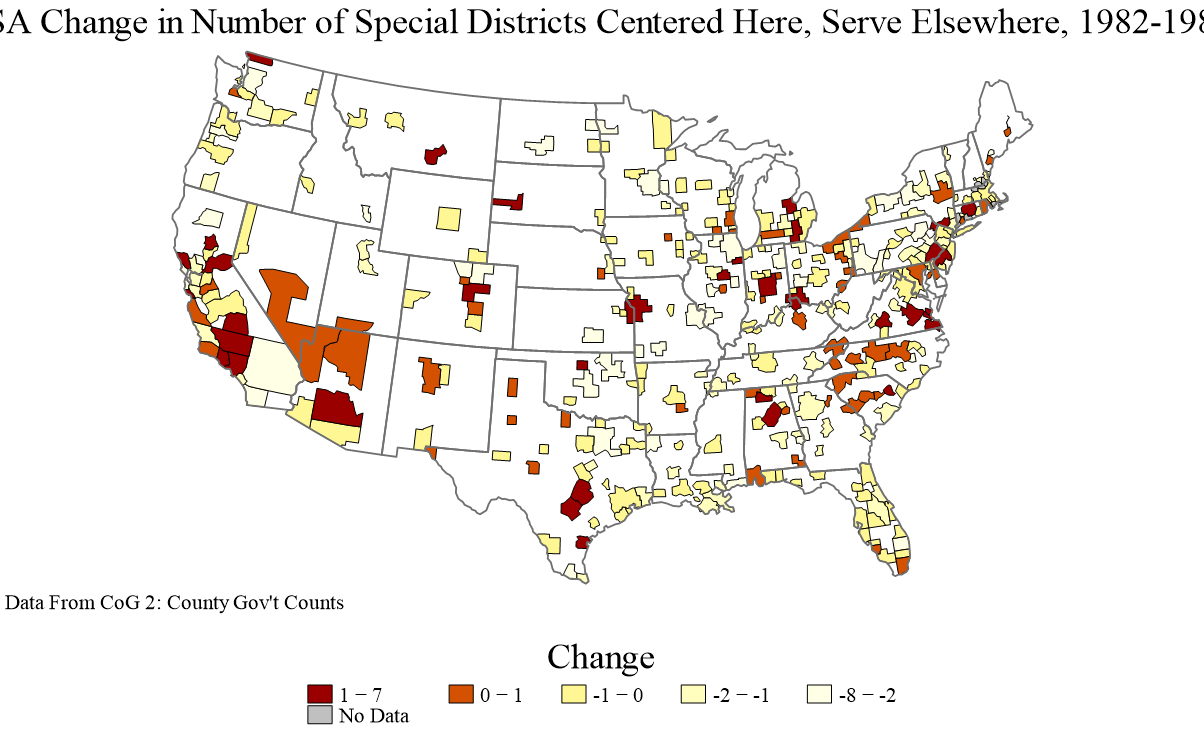 SA Change in Number of Special Districts Centered Here, Serve Elsewhere, 1982-198
Data From CoG 2: County Gov't Counts
Change
1 − 7
0 − 1
-1 − 0
-2 − -1
-8 − -2
No Data